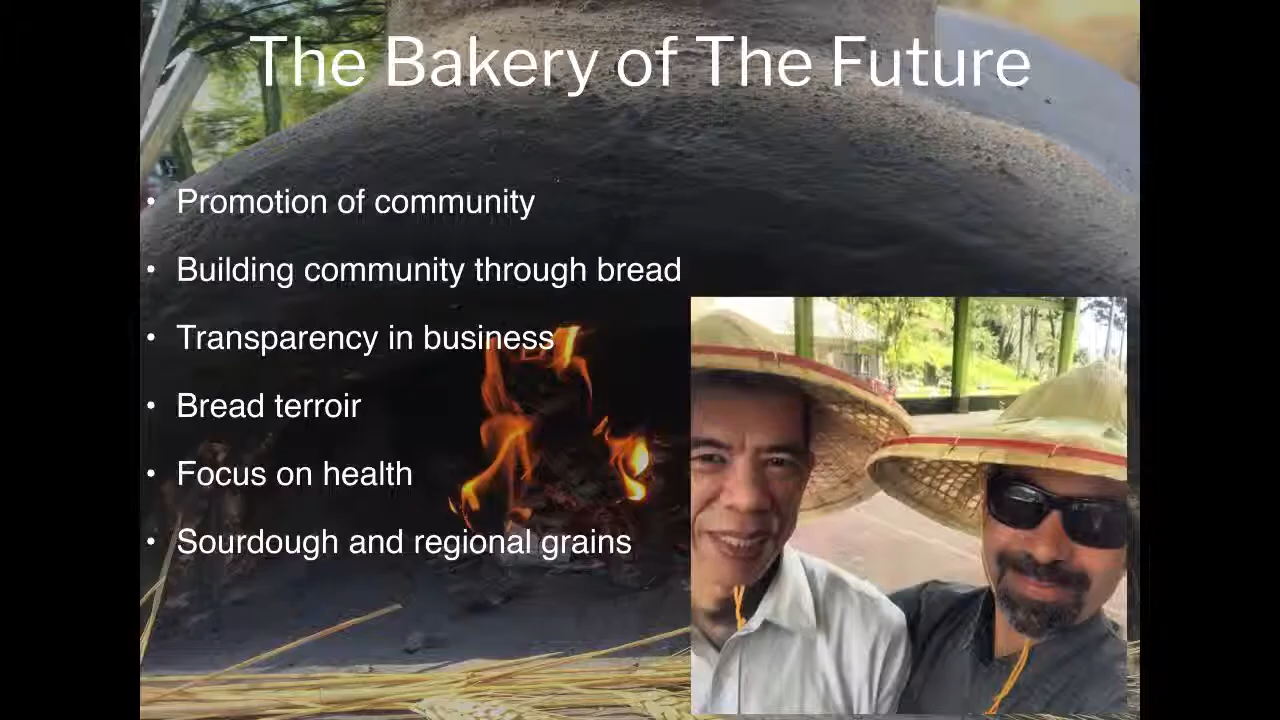 The Bakery of The Future
• Promotion of community
• Building community through bread
• Transparency in business
• Bread terroir
• Focus on health
• Sourdough and regional grains